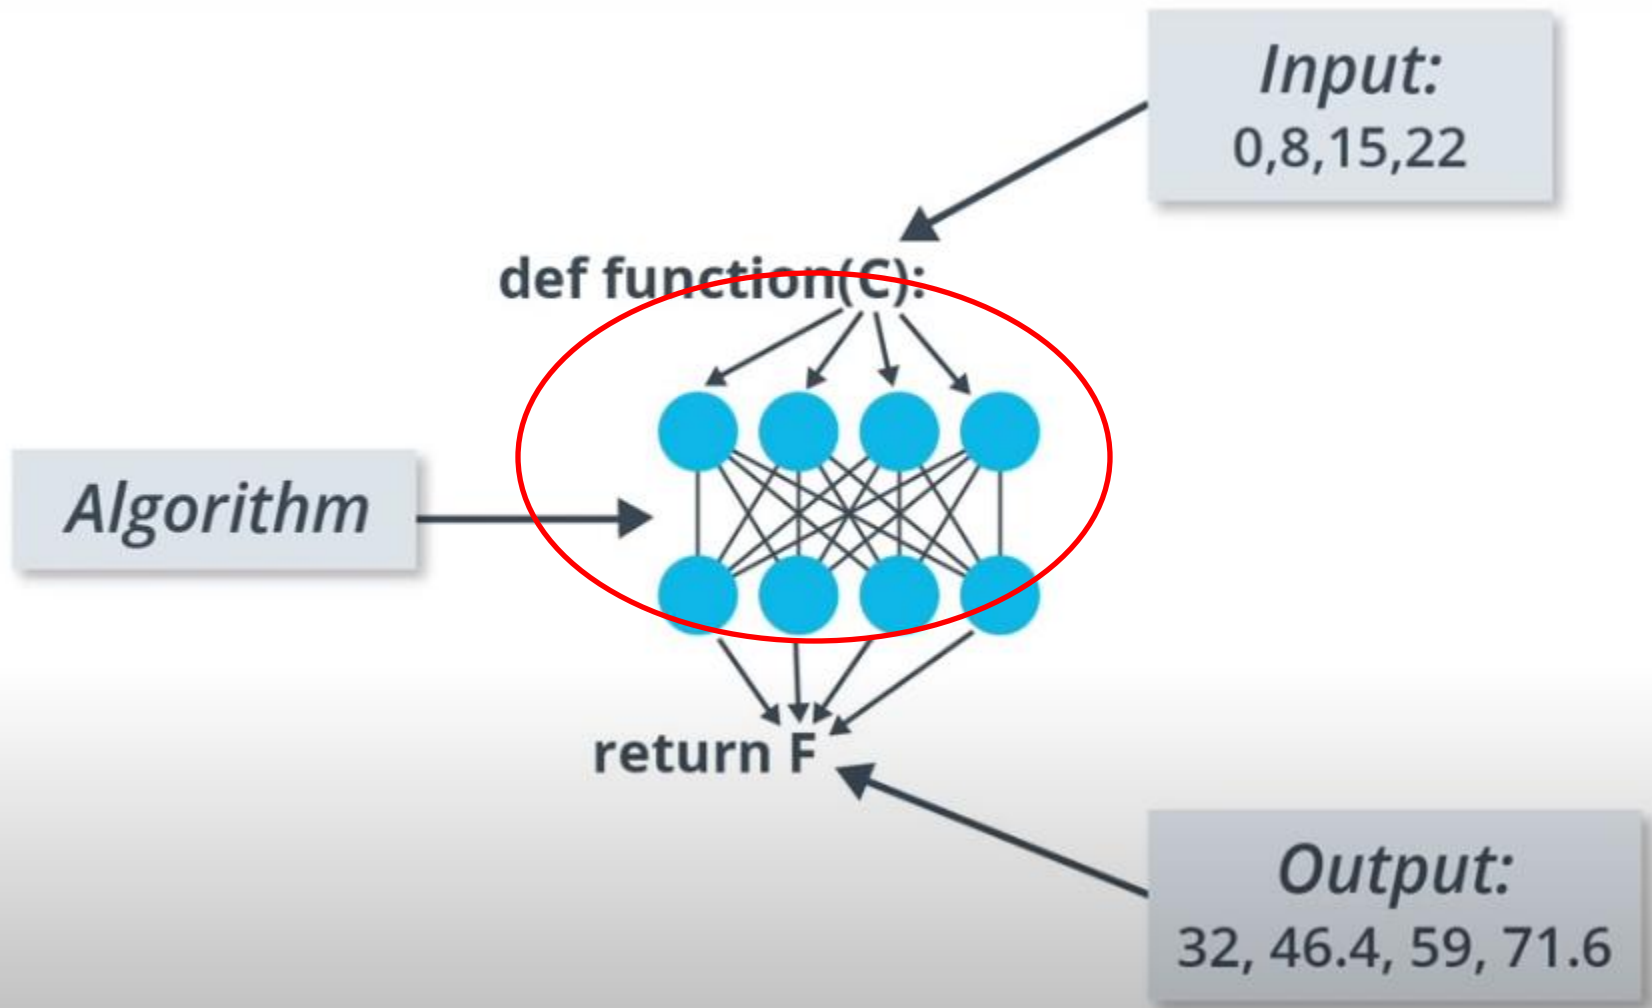 Input:
0,8,15,22
def function(C):
Algorithm
return F
Output:
32, 46.4, 59, 71.6